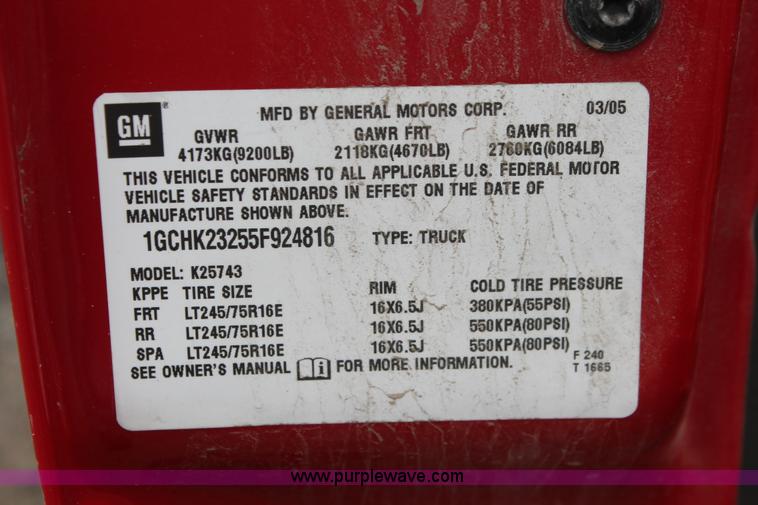 GM
MFD BY GENERAL MOTORS CORP. 03/05
GVWR GAWR FRT GAWR RR
4173KG(9200LB) 2118KG(4670LB) 2760KG(6084LB)
THIS VEHICLE CONFORMS TO ALL APPLICABLE U.S. FEDERAL MOTOR
VEHICLE SAFETY STANDARDS IN EFFECT ON THE DATE OF
MANUFACTURE SHOWN ABOVE.
1GCHK23255F924816 TYPE: TRUCK
MODEL: K25743
KPPE TIRE SIZE RIM COLD TIRE PRESSURE
FRT LT245/75R16E 16X6.5J 380KPA(55PSI)
RR LT245/75R16E 16X6.5J 550KPA(80PSI)
SPA LT245/75R16E 16X6.5J 550KPA(80PSI)
SEE OWNER'S MANUAL i FOR MORE INFORMATION.
F 240
T 1665
www.purplewave.com